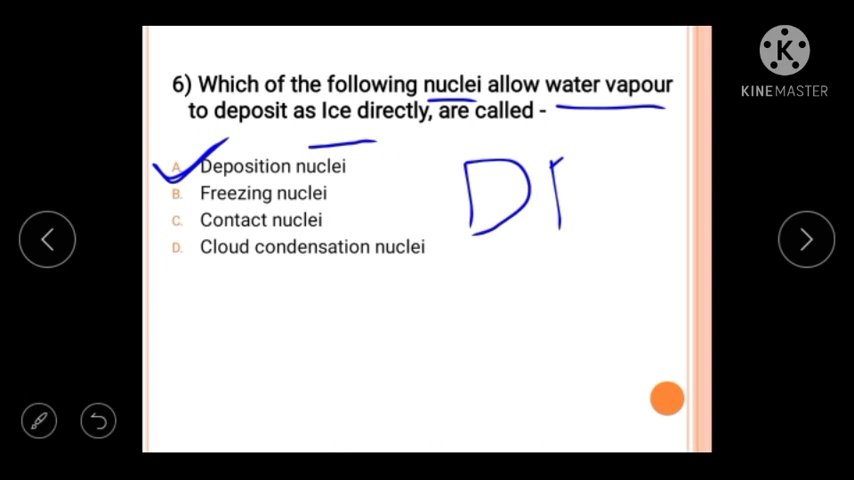 K
KINEMASTER
6) Which of the following nuclei allow water vapour
to deposit as Ice directly, are called -
A. Deposition nuclei
B. Freezing nuclei
C. Contact nuclei
D. Cloud condensation nuclei
D